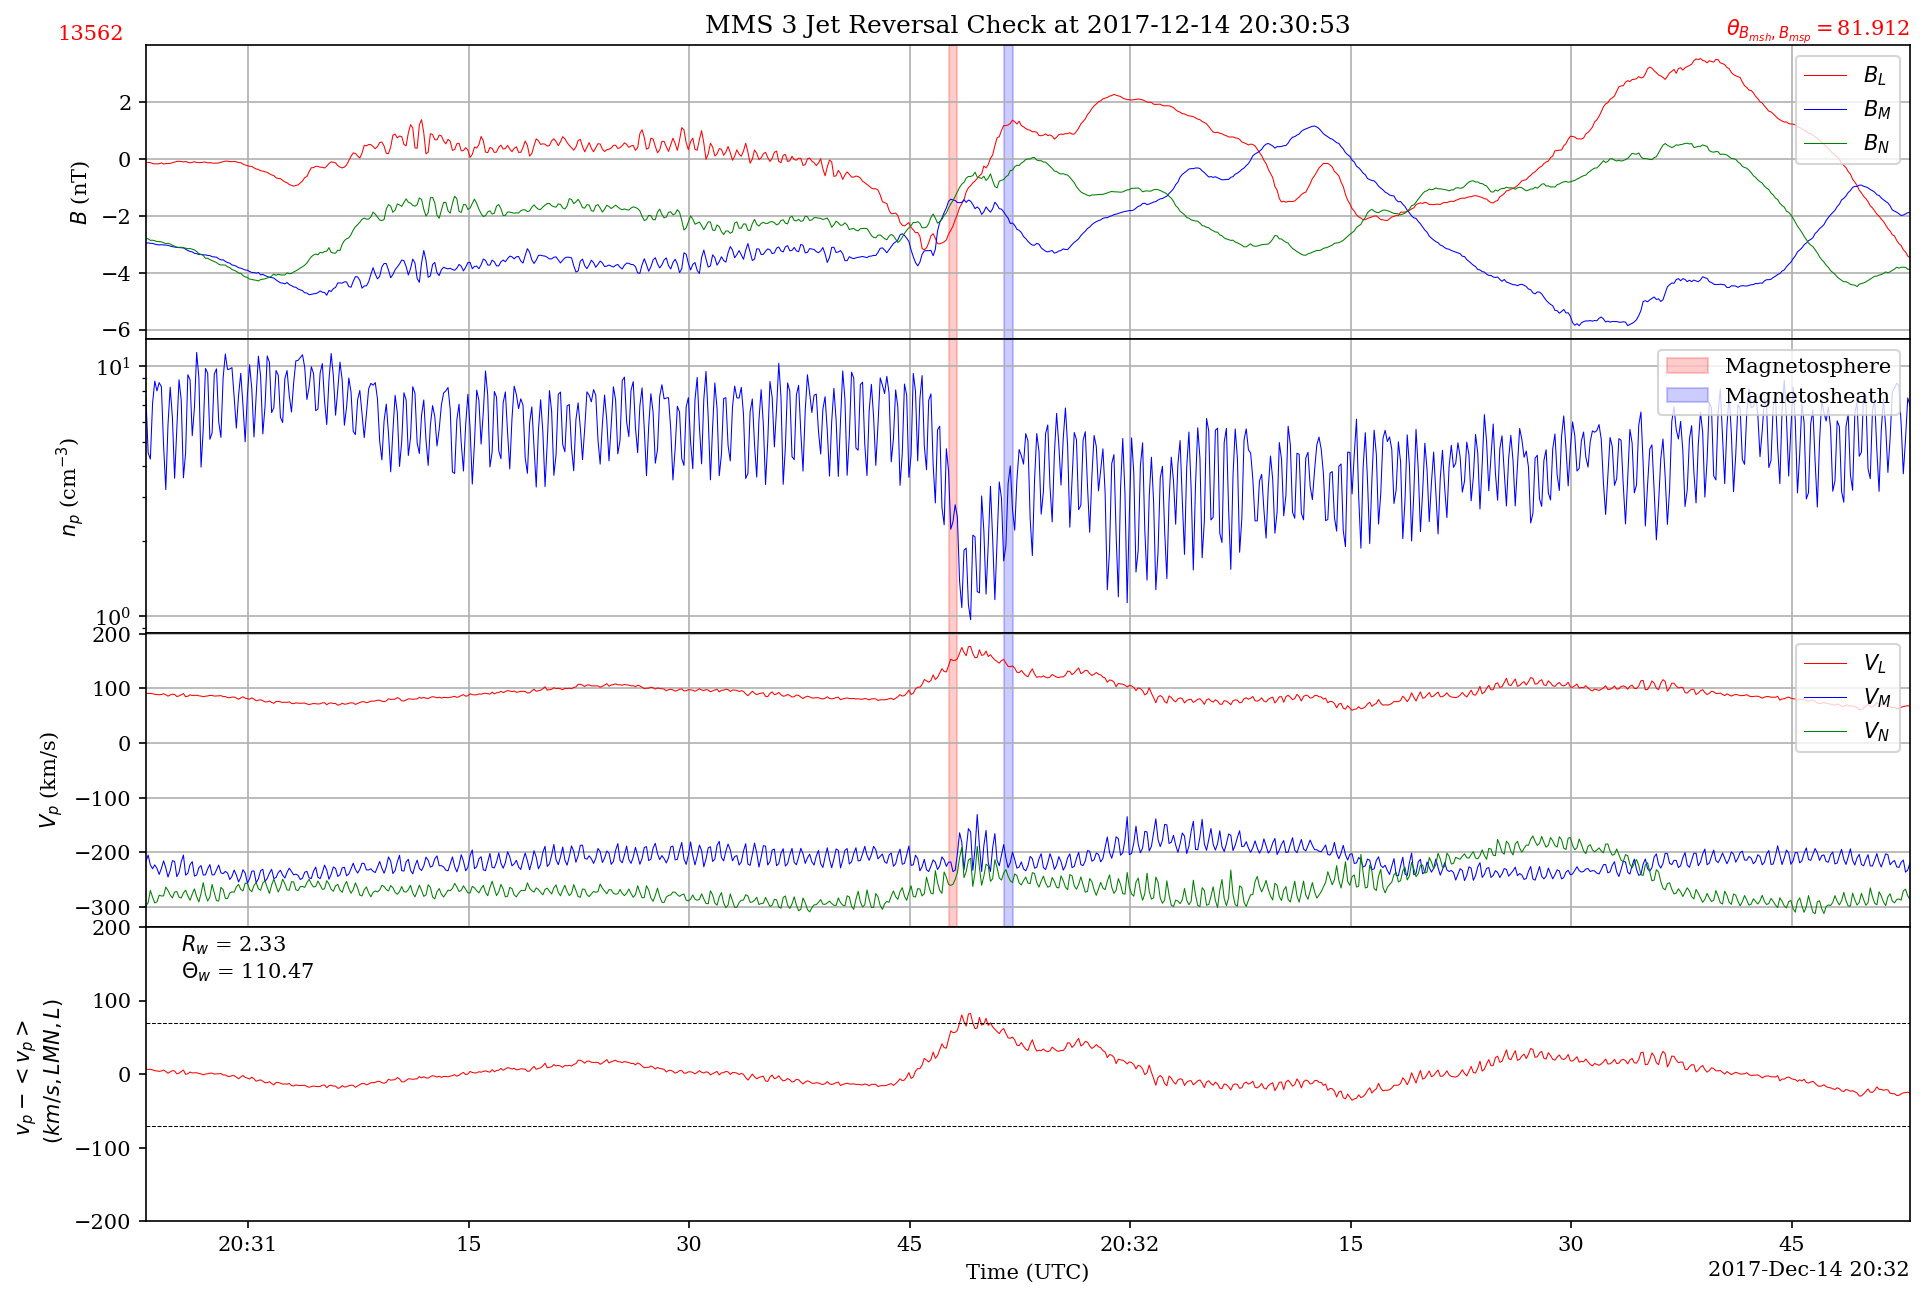 MMS 3 Jet Reversal Check at 2017-12-14 20:30:53
13562
θ_{B_{msh}, B_{msp}} = 81.912
B (nT)
2
0
−2
−4
−6
B_L
B_M
B_N
n_p (cm^{-3})
10^1
10^0
Magnetosphere
Magnetosheath
V_p (km/s)
200
100
0
−100
−200
−300
V_L
V_M
V_N
v_p − < v_p >
(km/s, LMN, L)
200
100
0
−100
−200
R_w = 2.33
Θ_w = 110.47
20:31
15
30
45
20:32
15
30
45
Time (UTC)
2017-Dec-14 20:32